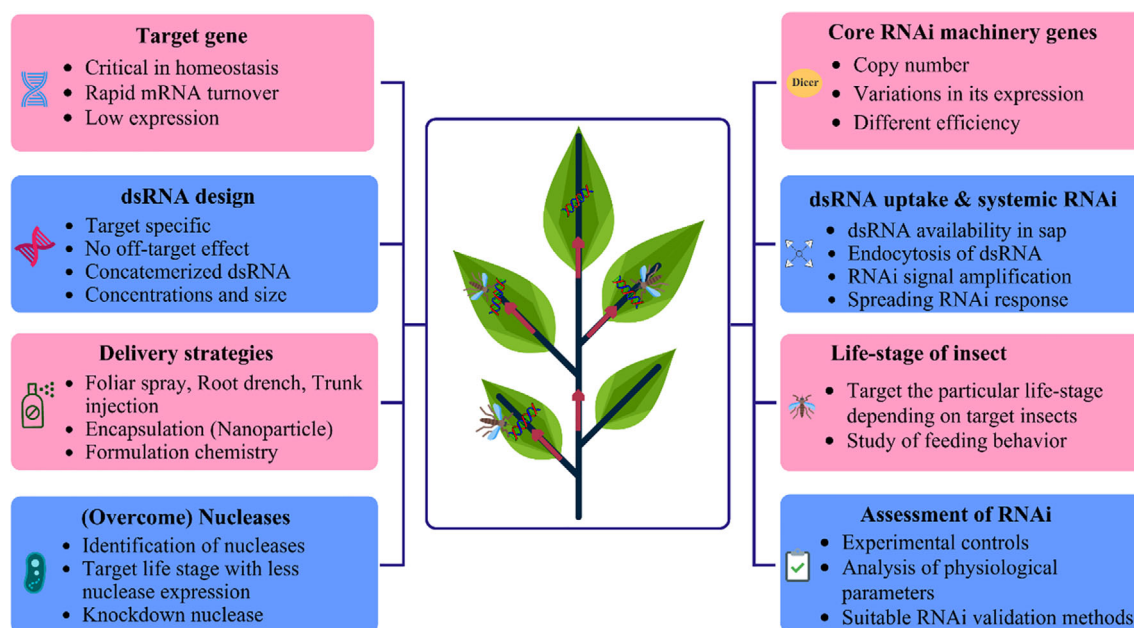 Target gene
Critical in homeostasis
Rapid mRNA turnover
Low expression
dsRNA design
Target specific
No off-target effect
Concatemerized dsRNA
Concentrations and size
Delivery strategies
Foliar spray, Root drench, Trunk
injection
Encapsulation (Nanoparticle)
Formulation chemistry
(Overcome) Nucleases
Identification of nucleases
Target life stage with less
nuclease expression
Knockdown nuclease
Core RNAi machinery genes
Dicer
Copy number
Variations in its expression
Different efficiency
dsRNA uptake & systemic RNAi
dsRNA availability in sap
Endocytosis of dsRNA
RNAi signal amplification
Spreading RNAi response
Life-stage of insect
Target the particular life-stage
depending on target insects
Study of feeding behavior
Assessment of RNAi
Experimental controls
Analysis of physiological
parameters
Suitable RNAi validation methods